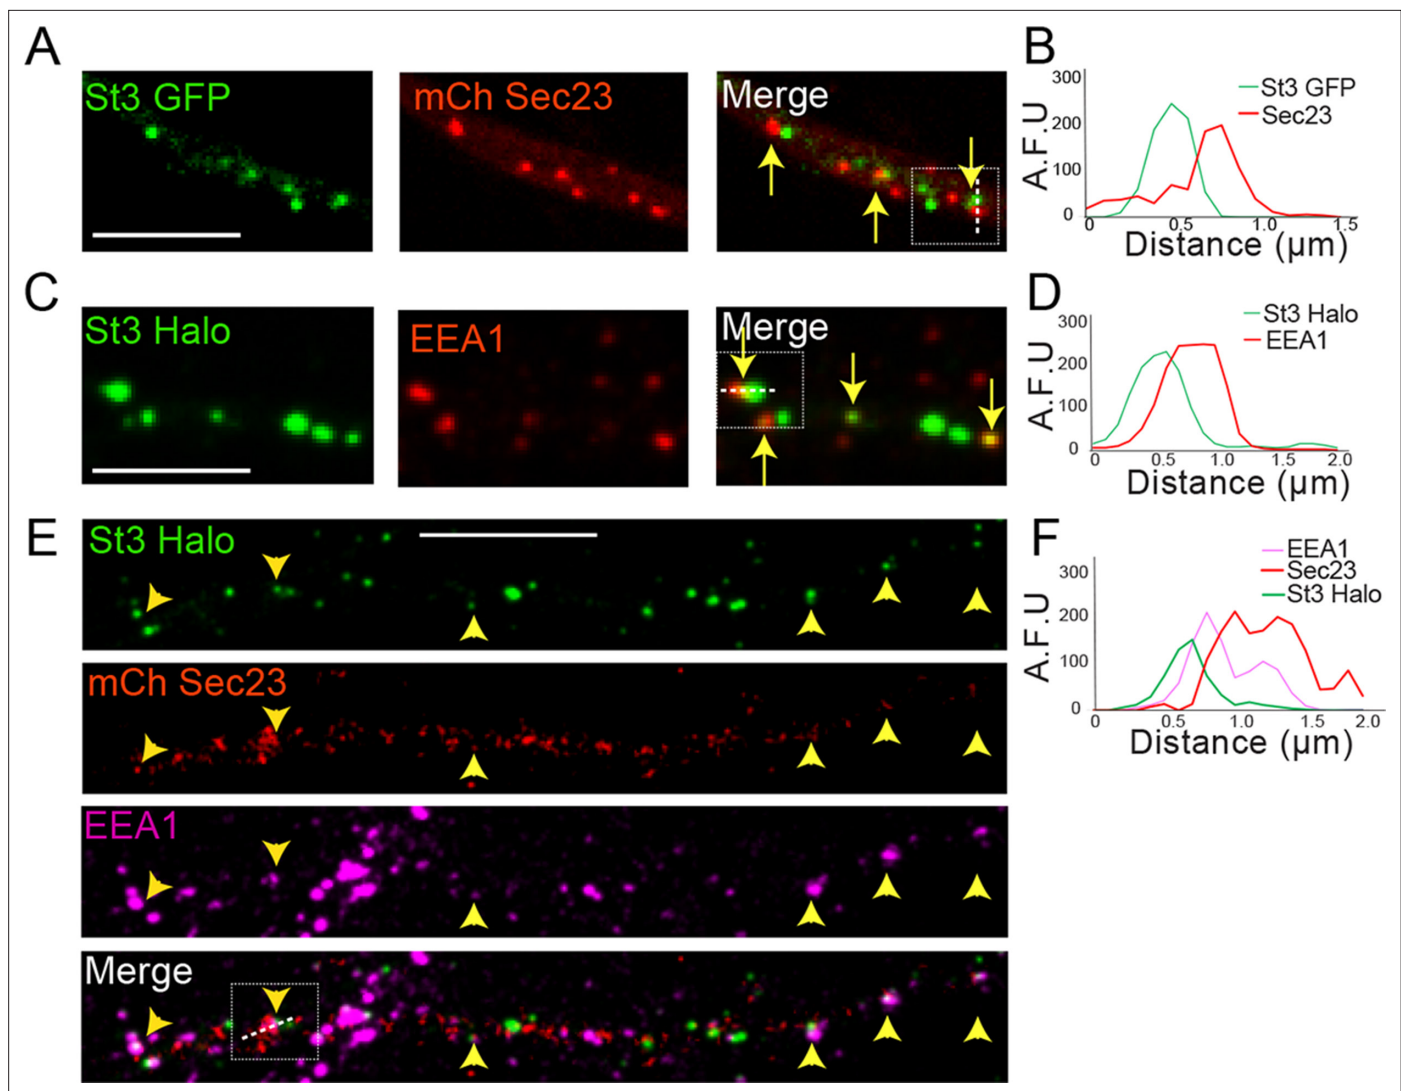 A
St3 GFP
mCh Sec23
Merge
B
300
200
100
0
A.F.U
St3 GFP
Sec23
0
0.5
1.0
1.5
Distance (µm)
C
St3 Halo
EEA1
Merge
D
300
200
100
0
A.F.U
St3 Halo
EEA1
0
0.5
1.0
1.5
2.0
Distance (µm)
E
St3 Halo
mCh Sec23
EEA1
Merge
F
300
200
100
0
A.F.U
EEA1
Sec23
St3 Halo
0
0.5
1.0
1.5
2.0
Distance (µm)